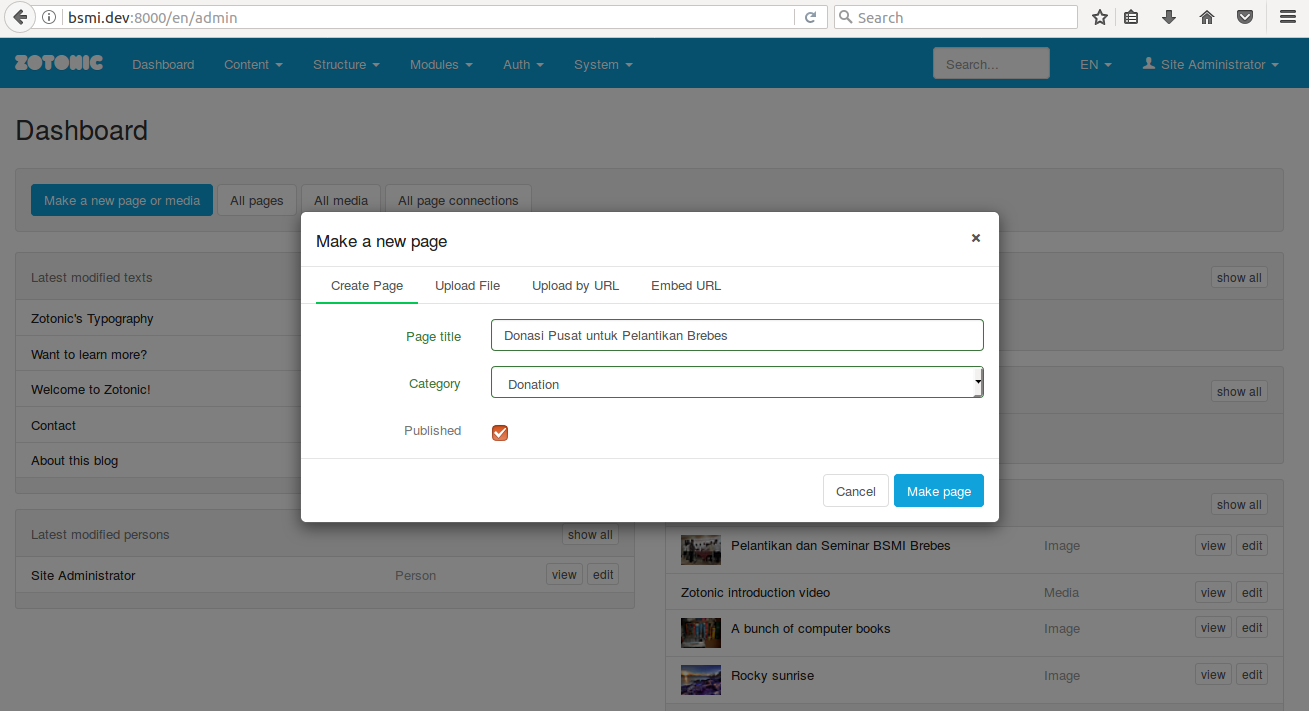 bsmi.dev:8000/en/admin
Search
ZOTONIC Dashboard Content Structure Modules Auth System Search... EN Site Administrator
Dashboard
Make a new page or media All pages All media All page connections
Make a new page ×
Create Page Upload File Upload by URL Embed URL
Page title Donasi Pusat untuk Pelantikan Brebes
Category Donation
Published
Cancel Make page
Latest modified texts
Zotonic's Typography
Want to learn more?
Welcome to Zotonic!
Contact
About this blog
Latest modified persons show all
Site Administrator Person view edit
show all
show all
show all
Pelantikan dan Seminar BSMI Brebes Image view edit
Zotonic introduction video Media view edit
A bunch of computer books Image view edit
Rocky sunrise Image view edit